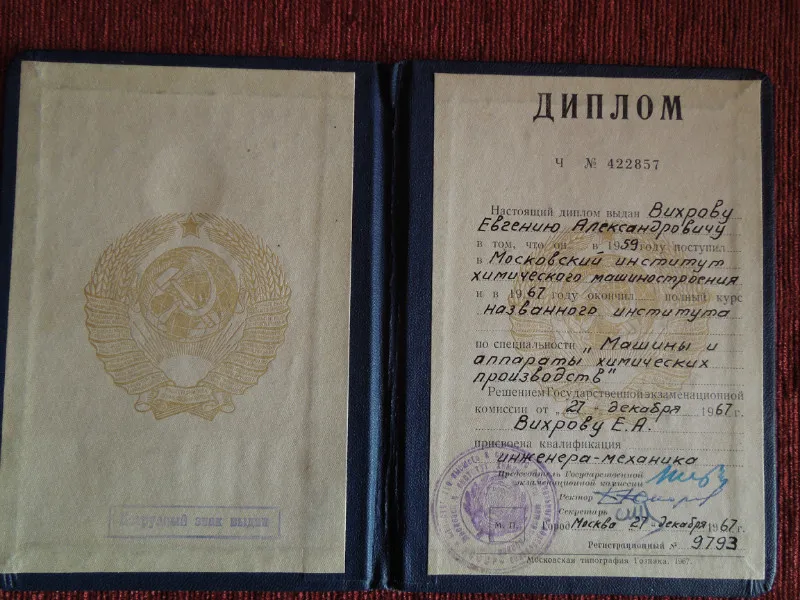 Нагрудный знак выдан
ДИПЛОМ
Ч № 422857
Настоящий диплом выдан Вихрову
Евгению Александровичу
в том, что он в 1959 году поступил
в Московский институт
химического машиностроения
и в 1967 году окончил полный курс
названного института
по специальности „Машины и
аппараты химических
производств"
Решением Государственной экзаменационной
комиссии от „27" декабря 1967 г.
Вихрову Е.А.
присвоена квалификация
инженера-механика
Председатель Государственной
экзаменационной комиссии
Ректор
Секретарь
М. П.
Город Москва 27 декабря 1967 г.
Регистрационный № 9793
Московская типография Гознака. 1967.